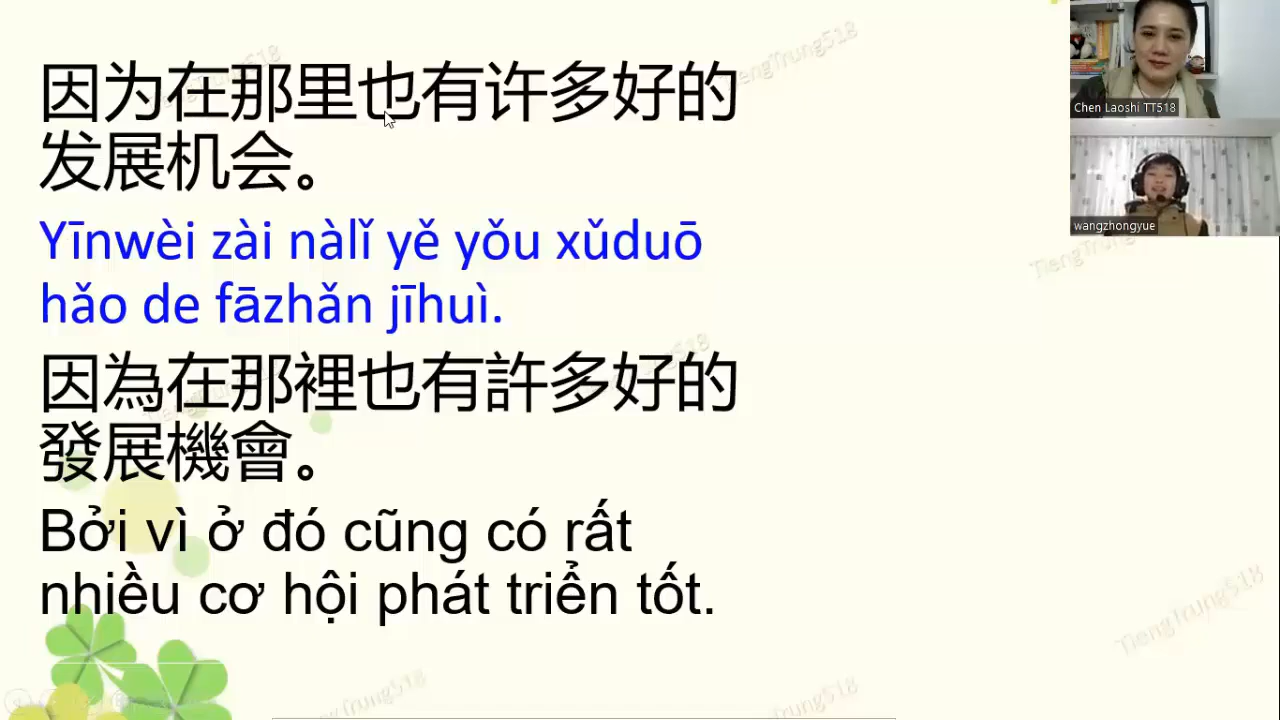 因为在那里也有许多好的
发展机会。
Yīnwèi zài nàlǐ yě yǒu xǔduō
hǎo de fāzhǎn jīhuì.
因為在那裡也有許多好的
發展機會。
Bởi vì ở đó cũng có rất
nhiều cơ hội phát triển tốt.
Chen Laoshi TT518
wangzhongyue
TiengTrung518